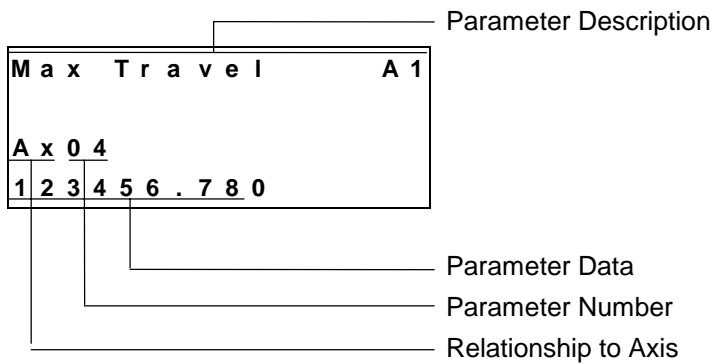 Parameter Description
Max Travel A1
Ax04
123456.780
Parameter Data
Parameter Number
Relationship to Axis